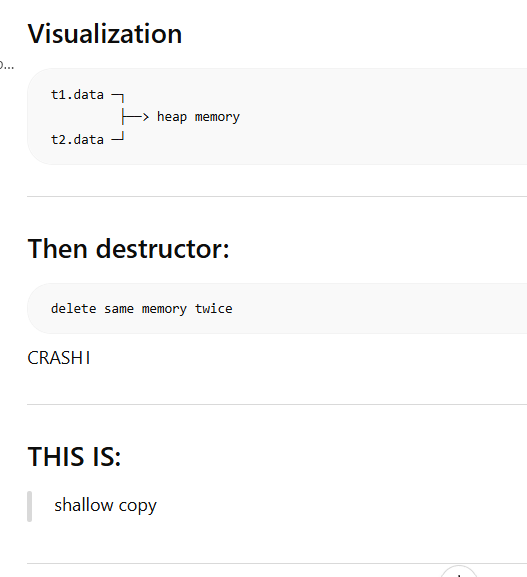 o...
Visualization
t1.data ─┐
├──> heap memory
t2.data ─┘
Then destructor:
delete same memory twice
CRASH!
THIS IS:
shallow copy